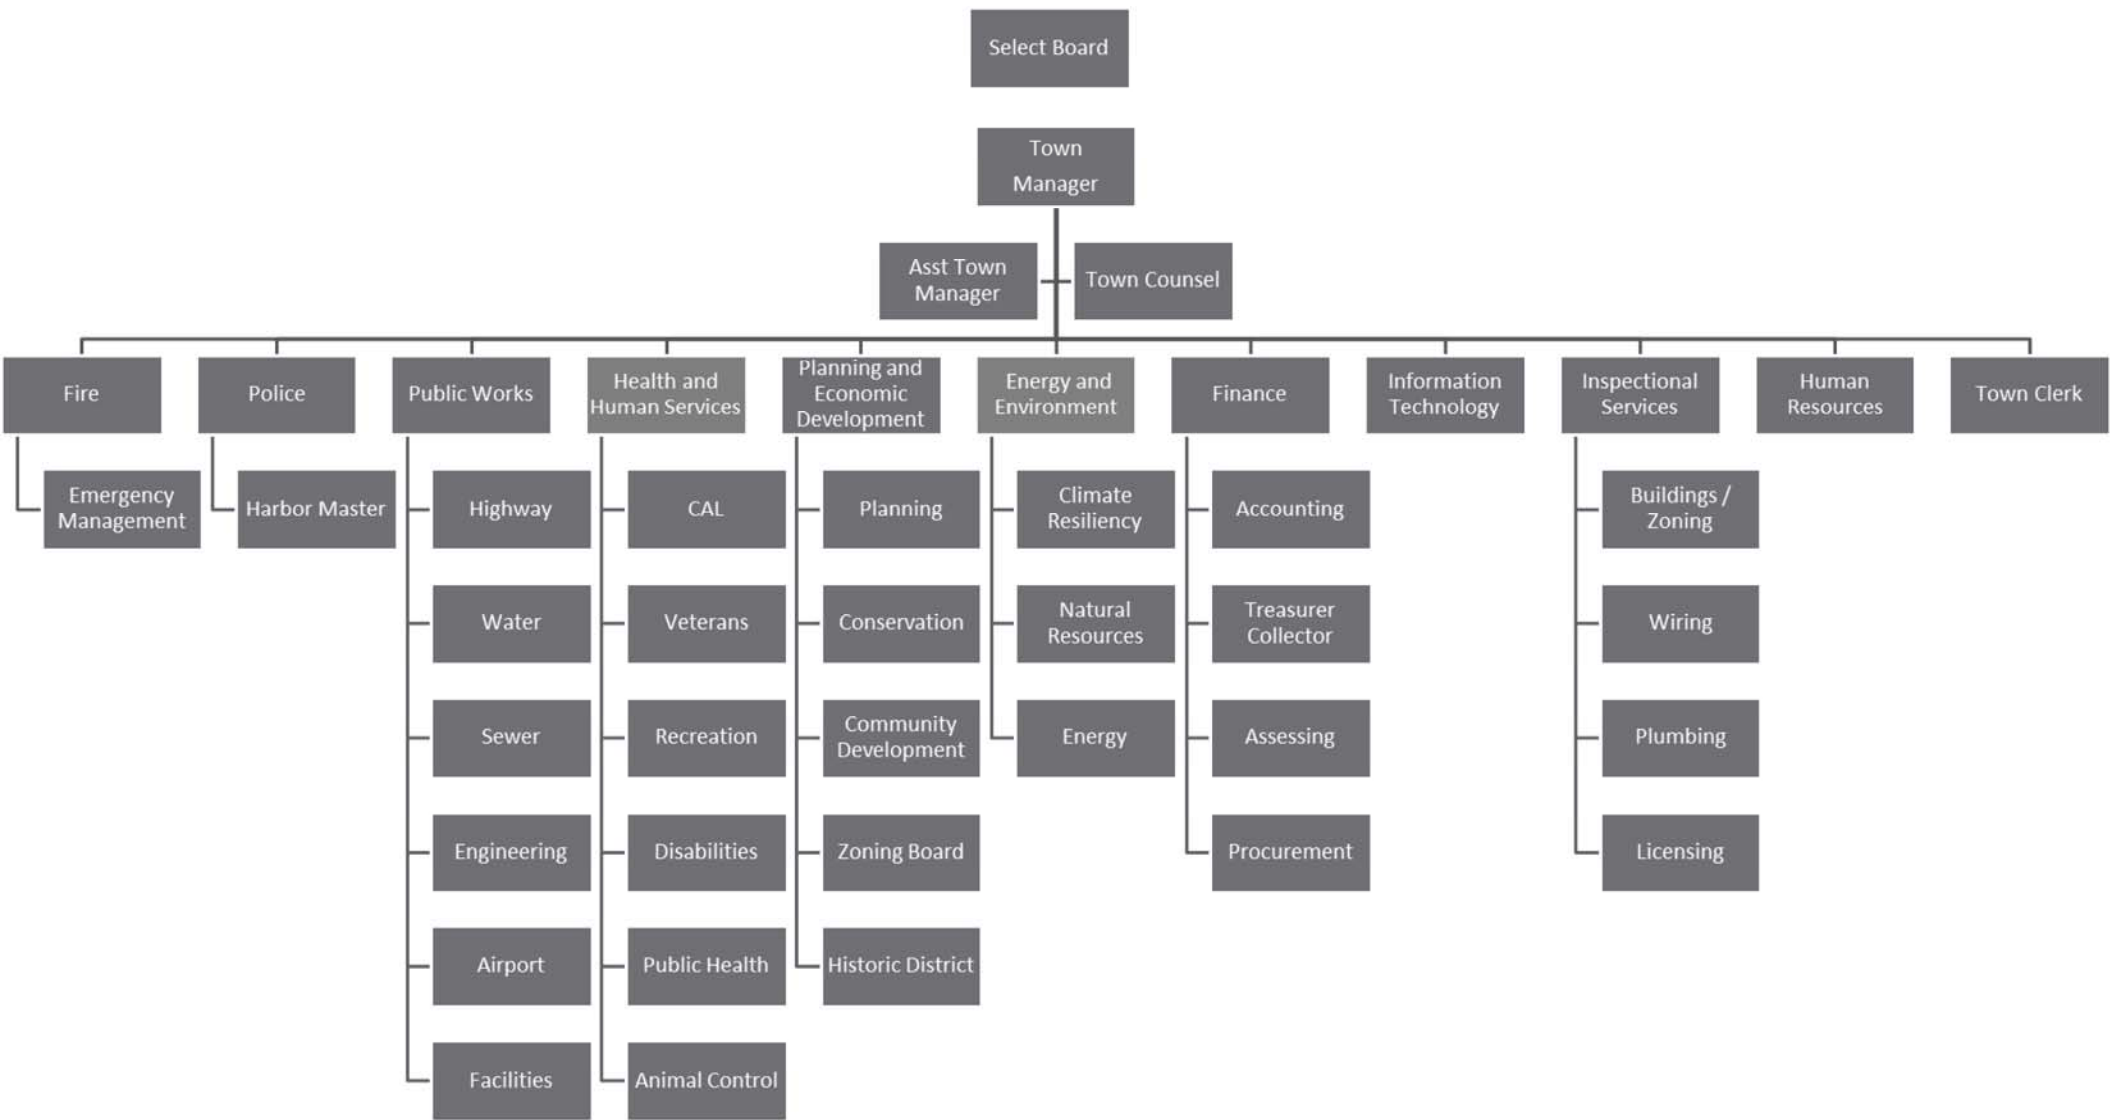 Select Board
Town
Manager
Asst Town
Manager
Town Counsel
Fire
Police
Public Works
Health and
Human Services
Planning and
Economic
Development
Energy and
Environment
Finance
Information
Technology
Inspectional
Services
Human
Resources
Town Clerk
Emergency
Management
Harbor Master
Highway
CAL
Planning
Climate
Resiliency
Accounting
Buildings /
Zoning
Water
Veterans
Conservation
Natural
Resources
Treasurer
Collector
Wiring
Sewer
Recreation
Community
Development
Energy
Assessing
Plumbing
Engineering
Disabilities
Zoning Board
Procurement
Licensing
Airport
Public Health
Historic District
Facilities
Animal Control